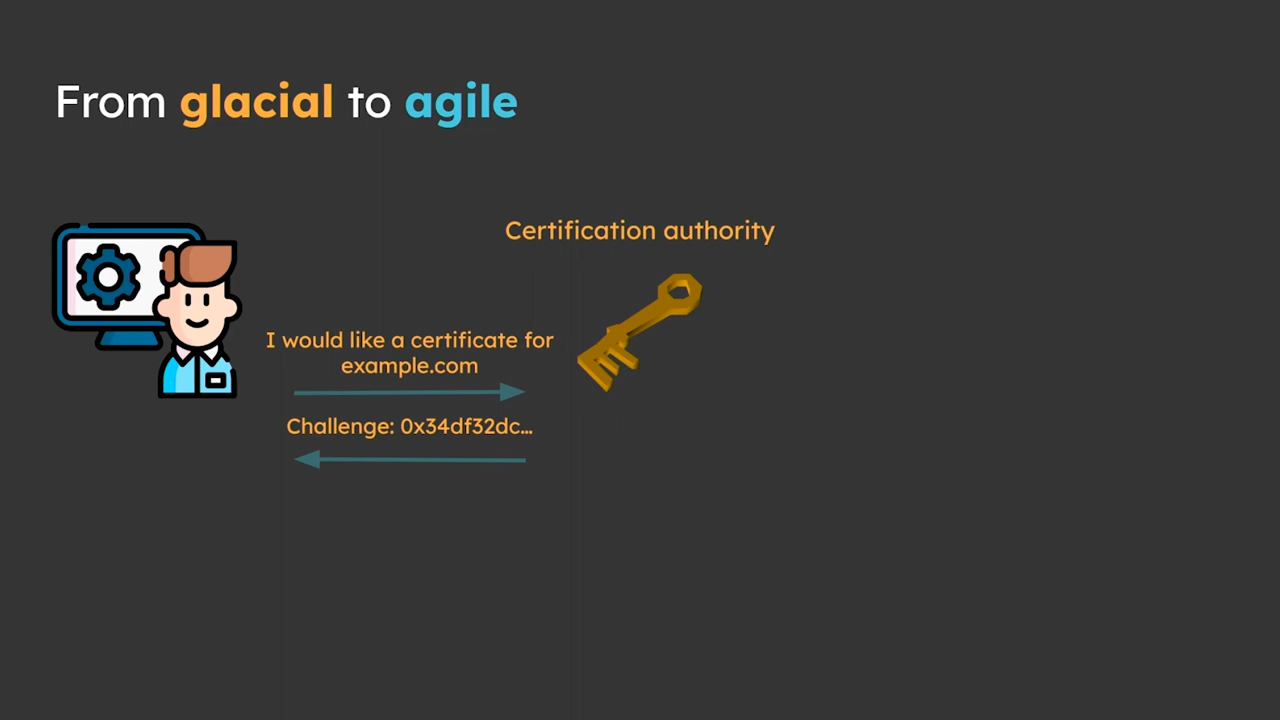 From glacial to agile
Certification authority
I would like a certificate for
example.com
Challenge: 0x34df32dc…